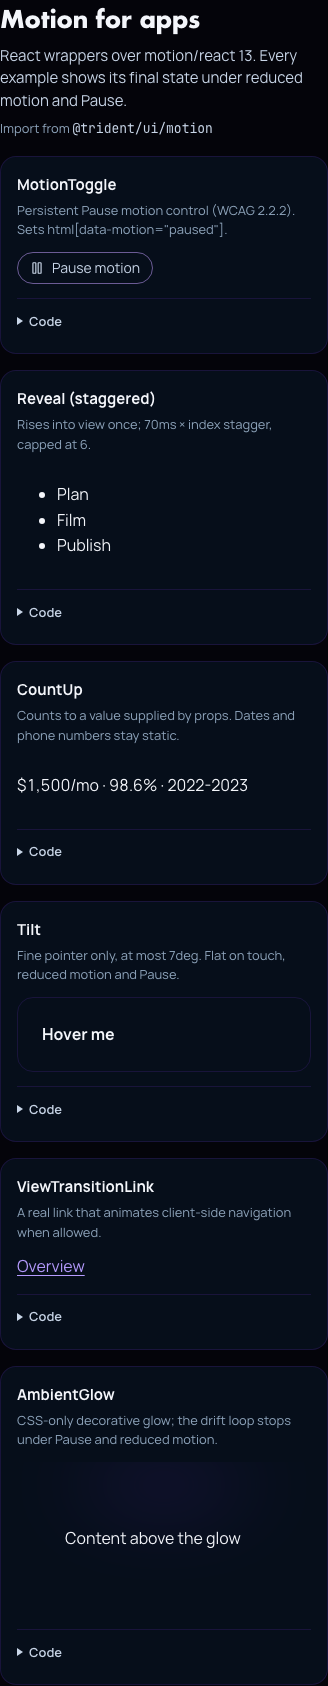 Motion for apps
React wrappers over motion/react 13. Every
example shows its final state under reduced
motion and Pause.
Import from @trident/ui/motion
MotionToggle
Persistent Pause motion control (WCAG 2.2.2).
Sets html[data-motion="paused"].
Pause motion
Code
Reveal (staggered)
Rises into view once; 70ms × index stagger,
capped at 6.
Plan
Film
Publish
Code
CountUp
Counts to a value supplied by props. Dates and
phone numbers stay static.
$1,500/mo · 98.6% · 2022-2023
Code
Tilt
Fine pointer only, at most 7deg. Flat on touch,
reduced motion and Pause.
Hover me
Code
ViewTransitionLink
A real link that animates client-side navigation
when allowed.
Overview
Code
AmbientGlow
CSS-only decorative glow; the drift loop stops
under Pause and reduced motion.
Content above the glow
Code